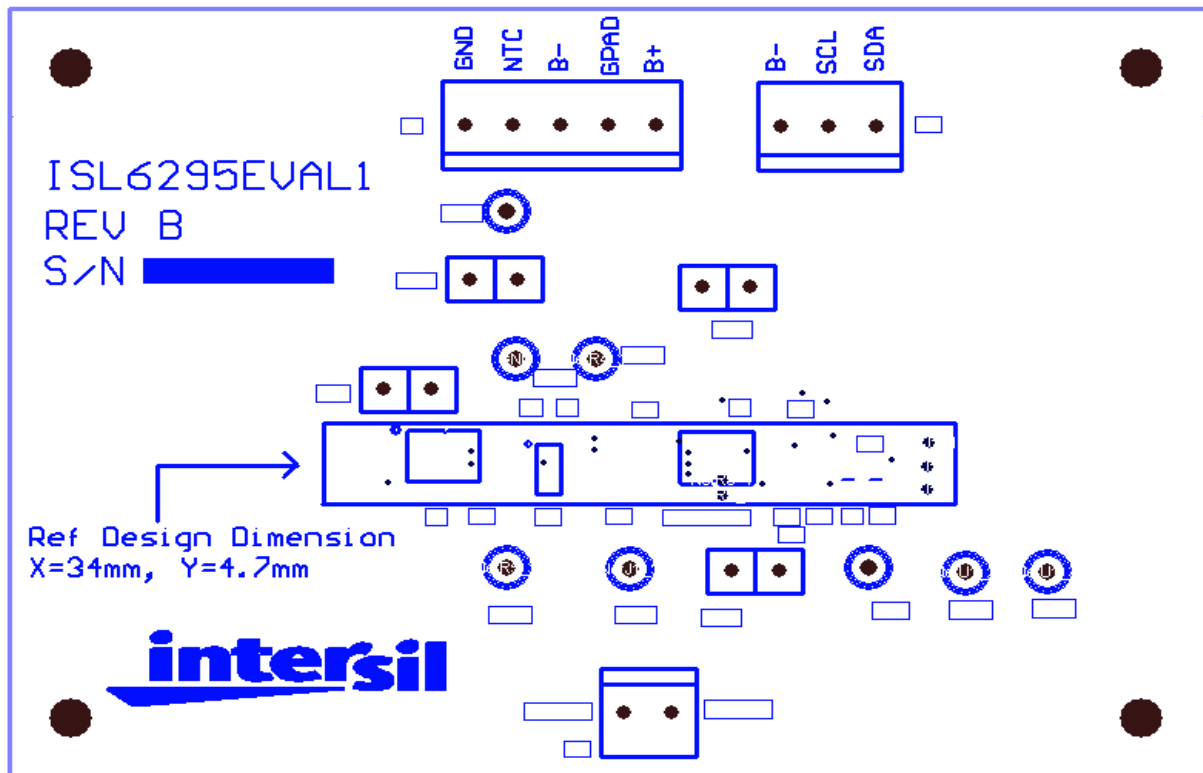 GND NTC B- GPAD B+
B- SCL SDA
ISL6295EVAL1
REV B
S/N
N R
Ref Design Dimension
X=34mm, Y=4.7mm
R
intersil